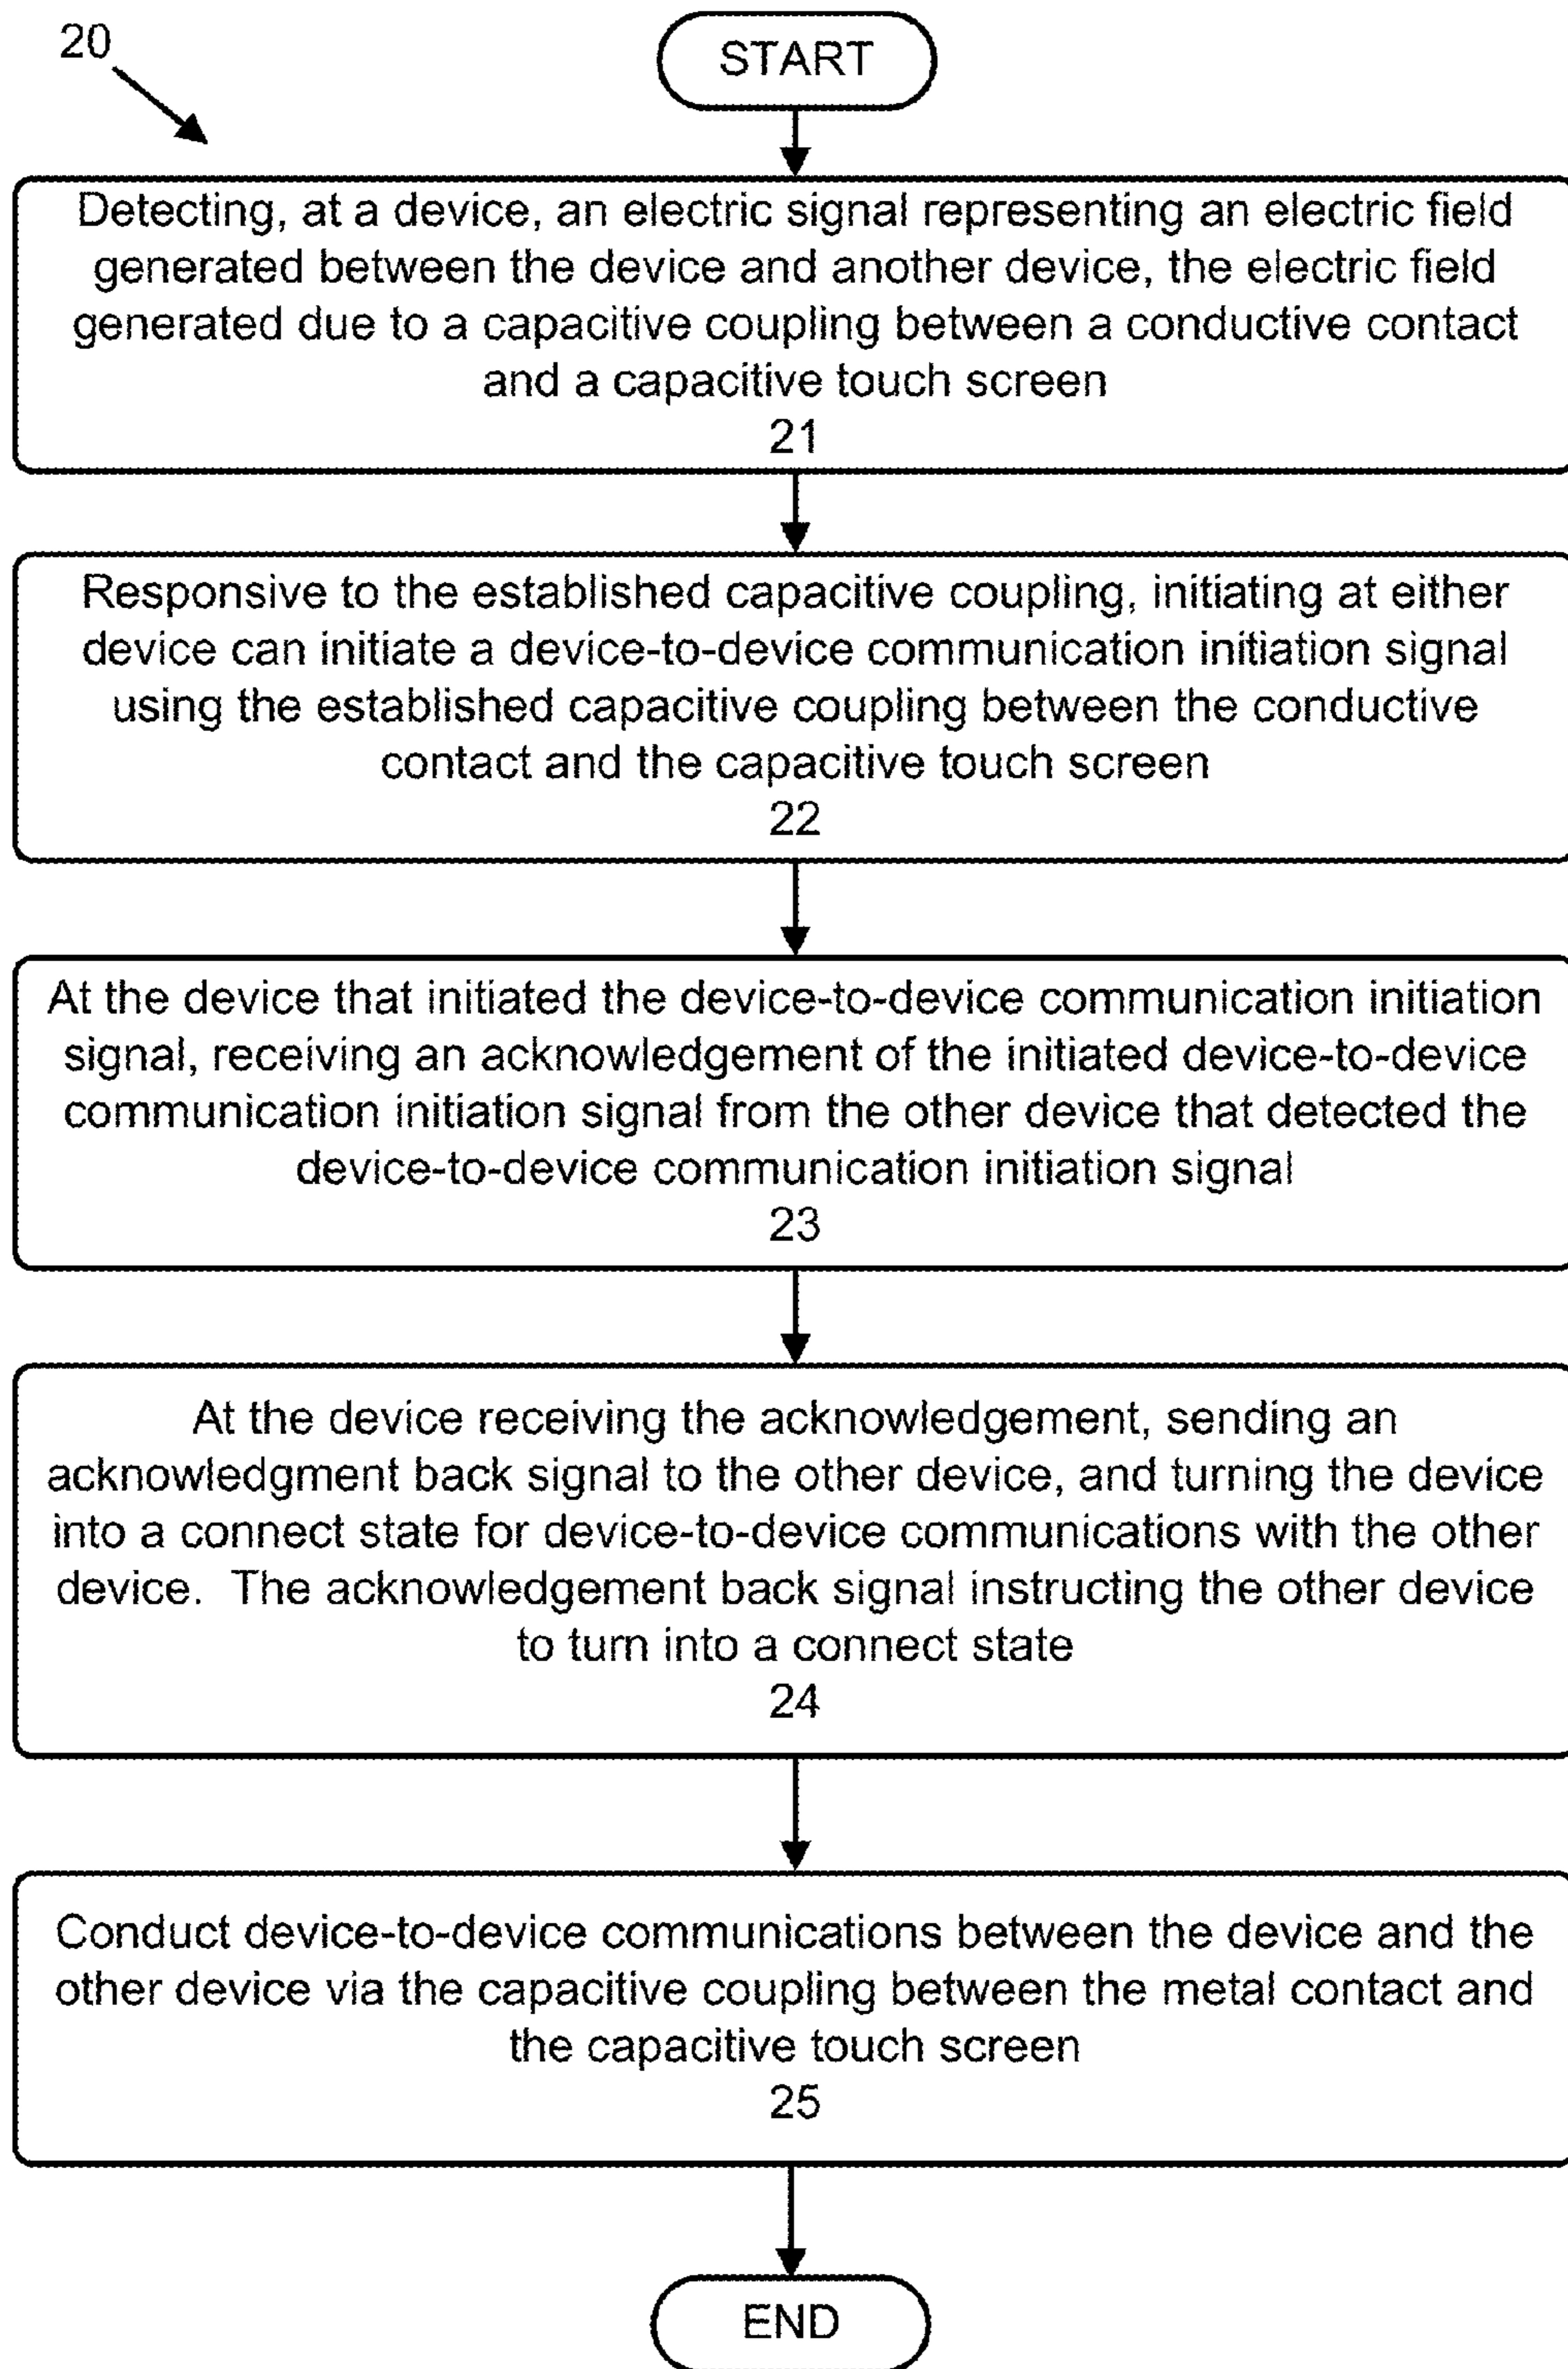 20
START
Detecting, at a device, an electric signal representing an electric field
generated between the device and another device, the electric field
generated due to a capacitive coupling between a conductive contact
and a capacitive touch screen
21
Responsive to the established capacitive coupling, initiating at either
device can initiate a device-to-device communication initiation signal
using the established capacitive coupling between the conductive
contact and the capacitive touch screen
22
At the device that initiated the device-to-device communication initiation
signal, receiving an acknowledgement of the initiated device-to-device
communication initiation signal from the other device that detected the
device-to-device communication initiation signal
23
At the device receiving the acknowledgement, sending an
acknowledgment back signal to the other device, and turning the device
into a connect state for device-to-device communications with the other
device. The acknowledgement back signal instructing the other device
to turn into a connect state
24
Conduct device-to-device communications between the device and the
other device via the capacitive coupling between the metal contact and
the capacitive touch screen
25
END